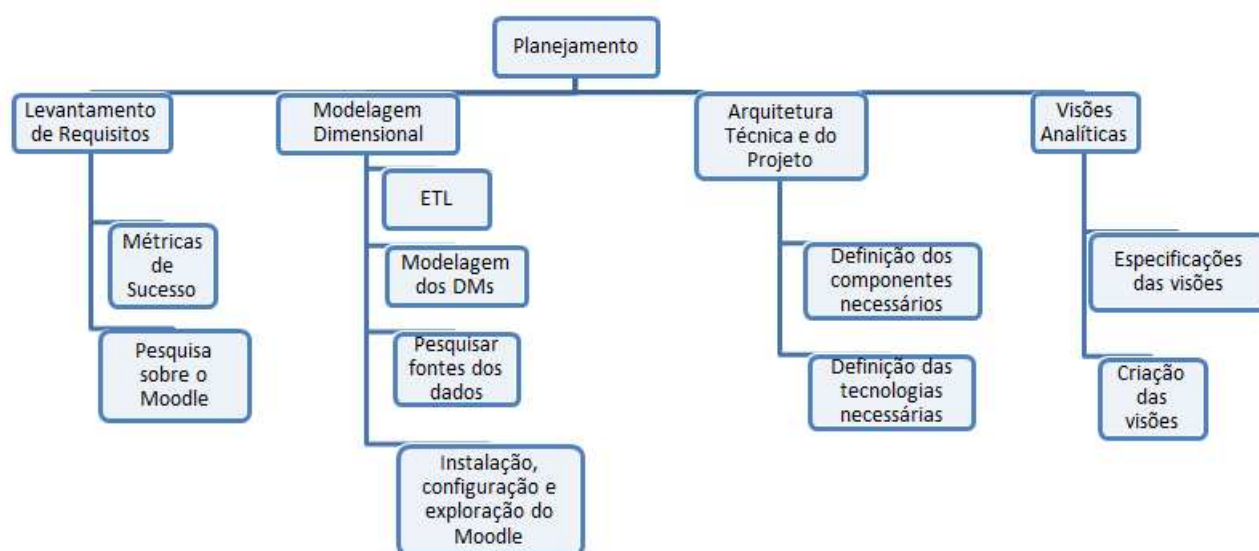 Planejamento
Levantamento
de Requisitos
Métricas
de
Sucesso
Pesquisa
sobre o
Moodle
Modelagem
Dimensional
ETL
Modelagem
dos DMs
Pesquisar
fontes dos
dados
Instalação,
configuração e
exploração do
Moodle
Arquitetura
Técnica e do
Projeto
Definição dos
componentes
necessários
Definição das
tecnologias
necessárias
Visões
Analíticas
Especificações
das visões
Criação
das
visões